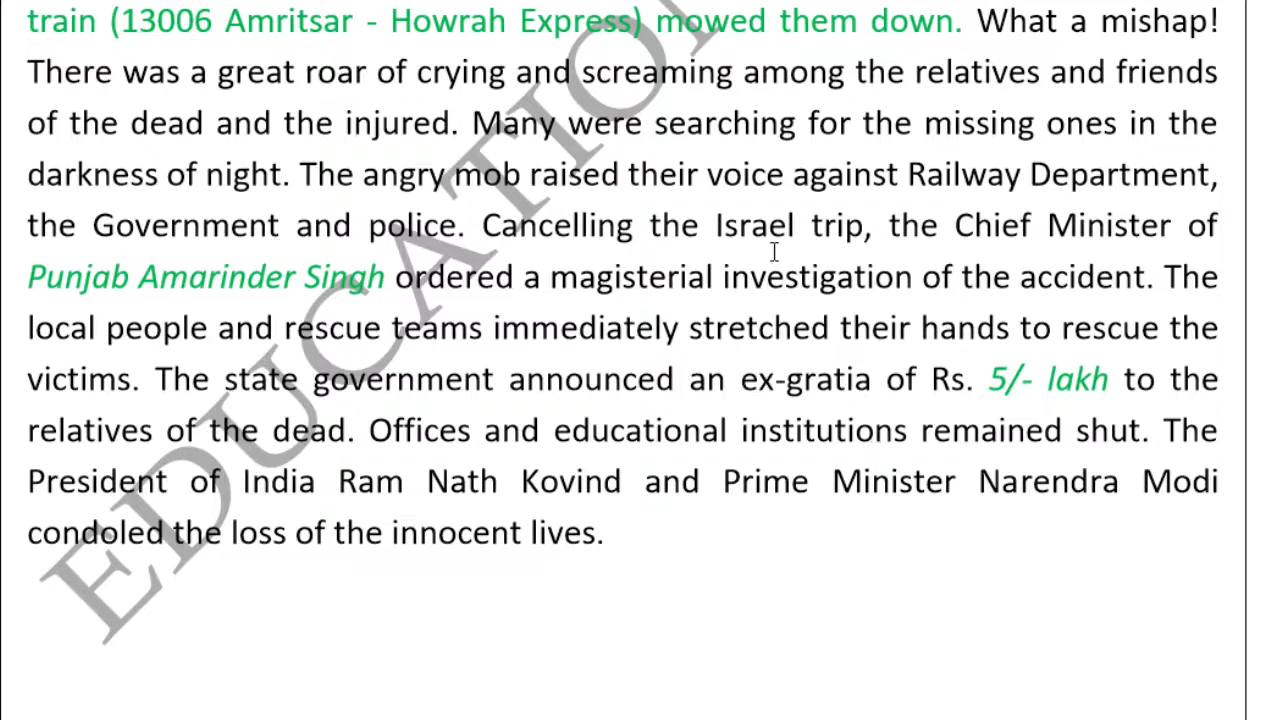 train (13006 Amritsar - Howrah Express) mowed them down. What a mishap!
There was a great roar of crying and screaming among the relatives and friends
of the dead and the injured. Many were searching for the missing ones in the
darkness of night. The angry mob raised their voice against Railway Department,
the Government and police. Cancelling the Israel trip, the Chief Minister of
Punjab Amarinder Singh ordered a magisterial investigation of the accident. The
local people and rescue teams immediately stretched their hands to rescue the
victims. The state government announced an ex-gratia of Rs. 5/- lakh to the
relatives of the dead. Offices and educational institutions remained shut. The
President of India Ram Nath Kovind and Prime Minister Narendra Modi
condoled the loss of the innocent lives.
EDUCATION